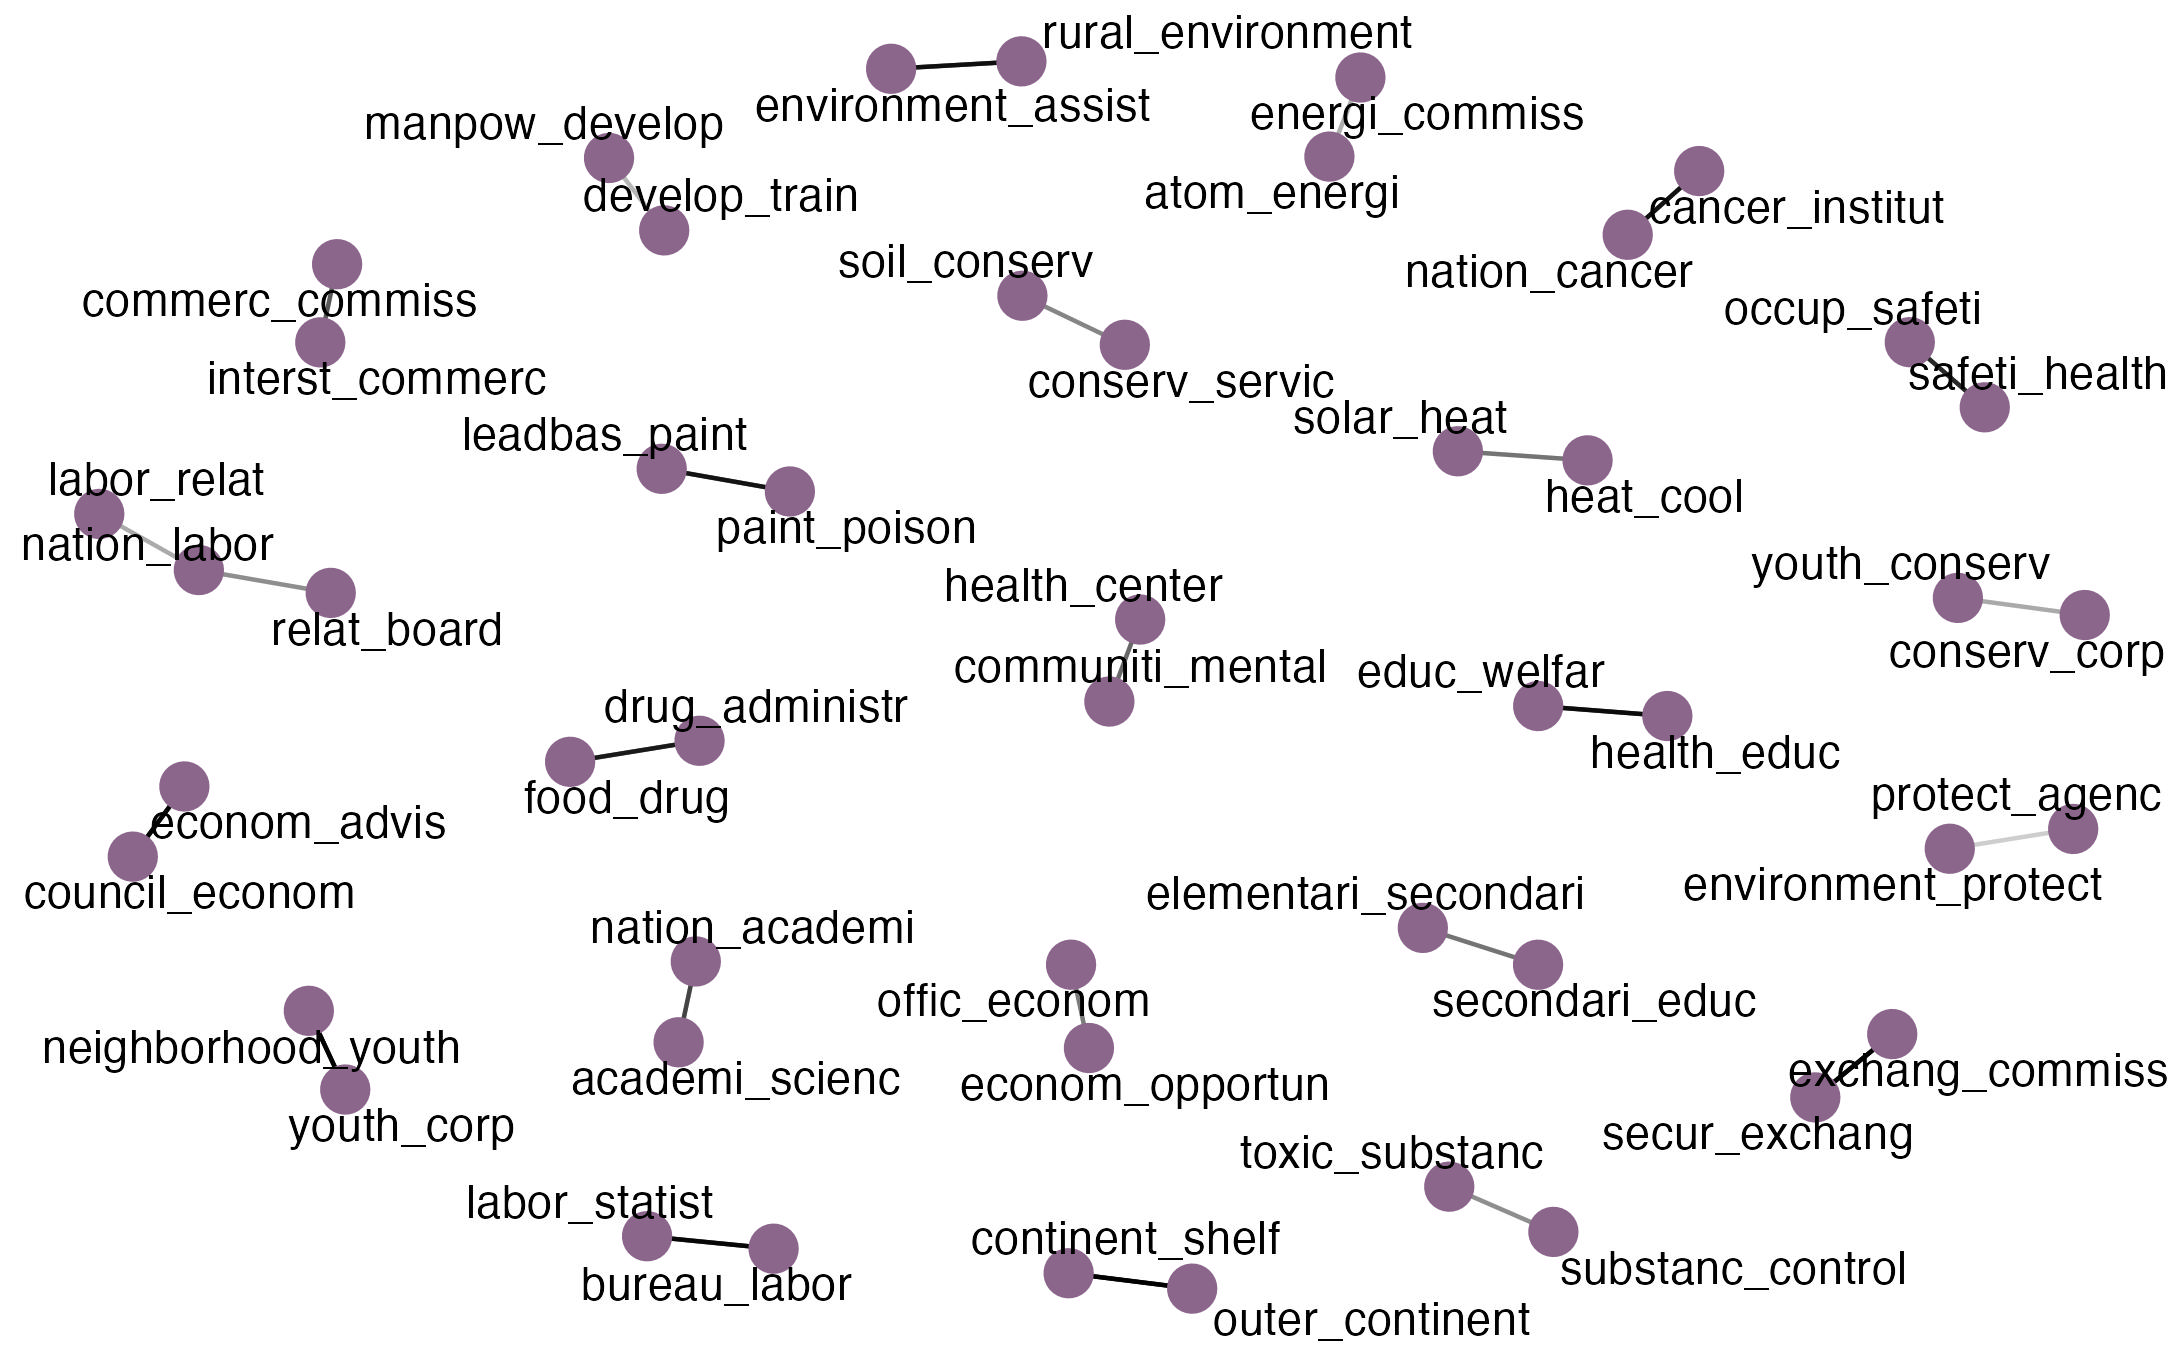 rural_environment
environment_assist
energi_commiss
manpow_develop
develop_train
atom_energi
cancer_institut
nation_cancer
soil_conserv
commerc_commiss
interst_commerc
conserv_servic
occup_safeti
safeti_health
solar_heat
leadbas_paint
labor_relat
heat_cool
paint_poison
nation_labor
youth_conserv
health_center
relat_board
conserv_corp
communiti_mental
educ_welfar
drug_administr
health_educ
food_drug
protect_agenc
econom_advis
council_econom
environment_protect
elementari_secondari
nation_academi
offic_econom
secondari_educ
neighborhood_youth
exchang_commiss
academi_scienc
econom_opportun
youth_corp
secur_exchang
toxic_substanc
labor_statist
continent_shelf
substanc_control
bureau_labor
outer_continent